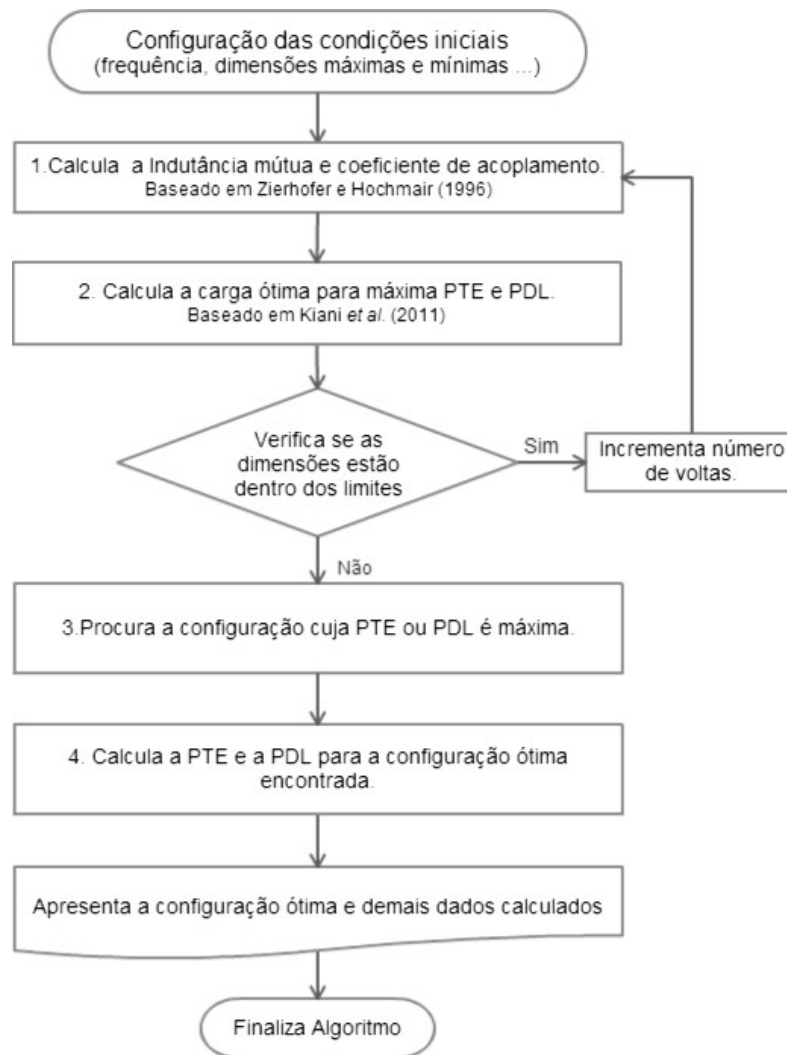 Configuração das condições iniciais
(frequência, dimensões máximas e mínimas ...)
1.Calcula a Indutância mútua e coeficiente de acoplamento.
Baseado em Zierhofer e Hochmair (1996)
2. Calcula a carga ótima para máxima PTE e PDL.
Baseado em Kiani et al. (2011)
Verifica se as
dimensões estão
dentro dos limites
Sim
Incrementa número
de voltas.
Não
3.Procura a configuração cuja PTE ou PDL é máxima.
4. Calcula a PTE e a PDL para a configuração ótima
encontrada.
Apresenta a configuração ótima e demais dados calculados
Finaliza Algoritmo